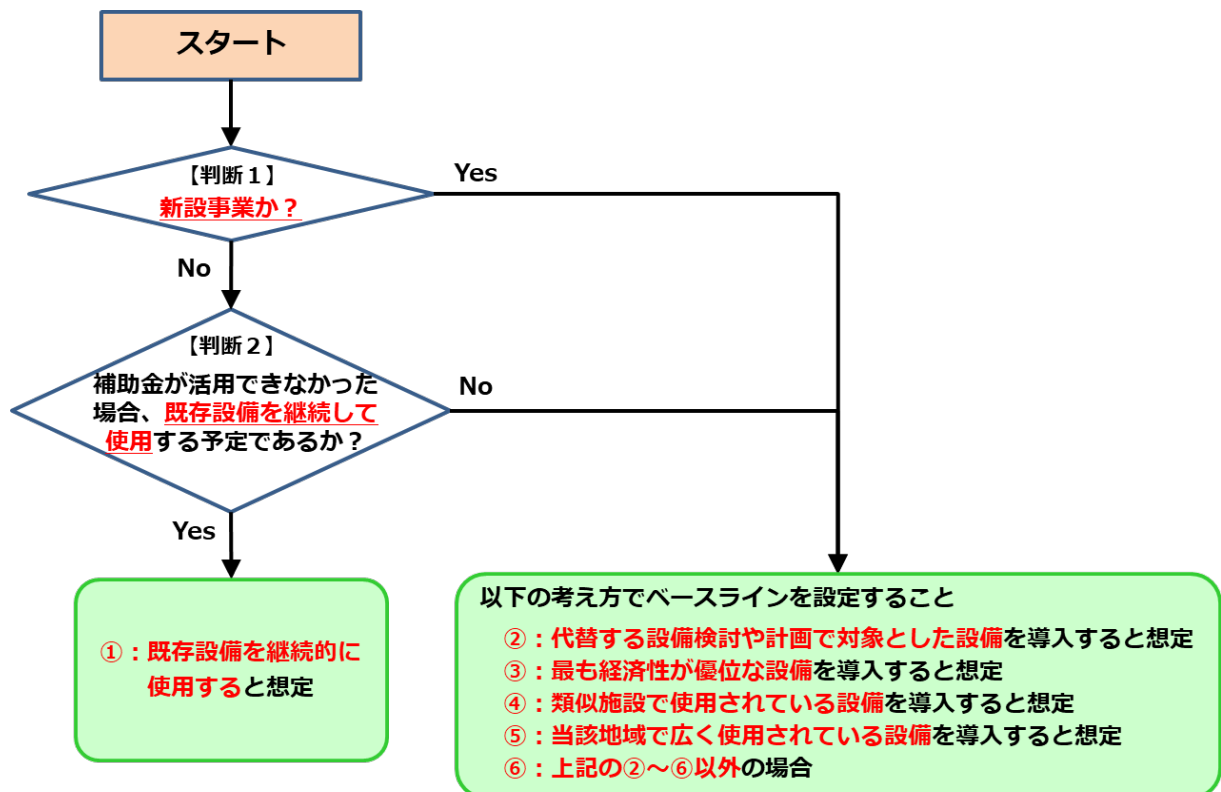 スタート
【判断１】
新設事業か？
Yes
No
【判断２】
補助金が活用できなかった
場合、既存設備を継続して
使用する予定であるか？
No
Yes
①：既存設備を継続的に
使用すると想定
以下の考え方でベースラインを設定すること
②：代替する設備検討や計画で対象とした設備を導入すると想定
③：最も経済性が優位な設備を導入すると想定
④：類似施設で使用されている設備を導入すると想定
⑤：当該地域で広く使用されている設備を導入すると想定
⑥：上記の②～⑥以外の場合